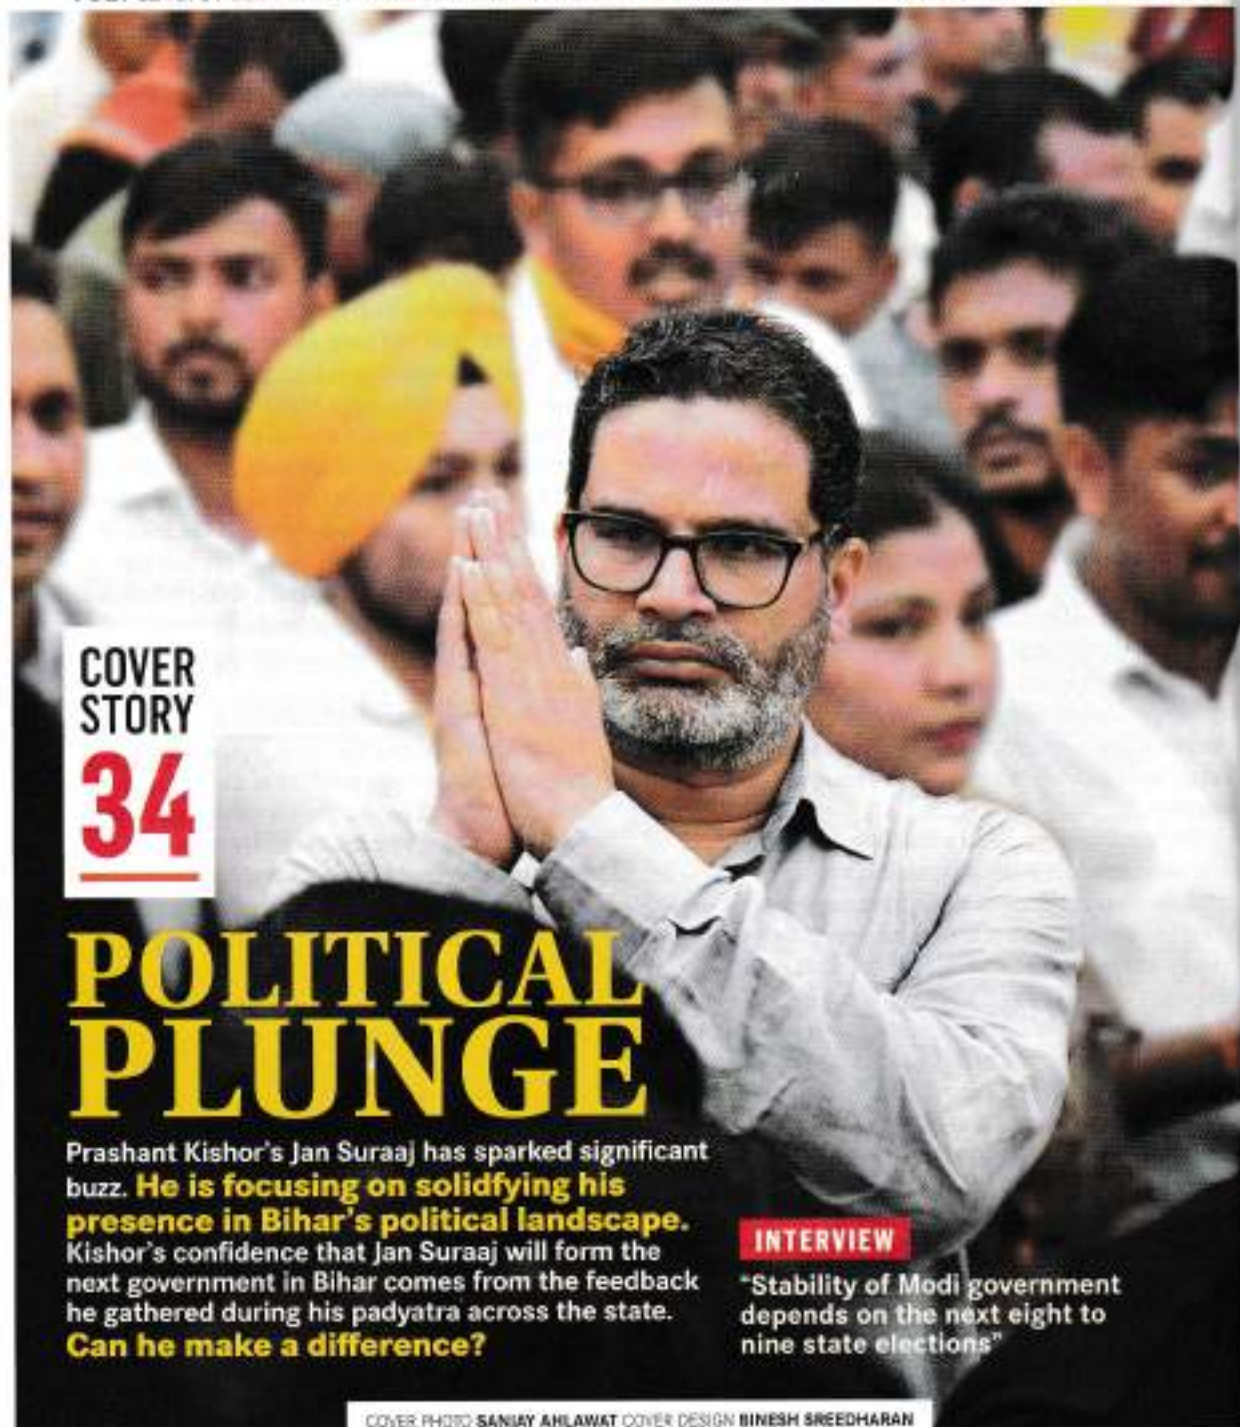 COVER
STORY
34
POLITICAL
PLUNGE
Prashant Kishor's Jan Suraaj has sparked significant
buzz. He is focusing on solidfying his
presence in Bihar's political landscape.
Kishor's confidence that Jan Suraaj will form the
next government in Bihar comes from the feedback
he gathered during his padyatra across the state.
Can he make a difference?
INTERVIEW
“Stability of Modi government
depends on the next eight to
nine state elections”
COVER PHOTO SANJAY AHLAWAT COVER DESIGN BINESH SREEDHARAN